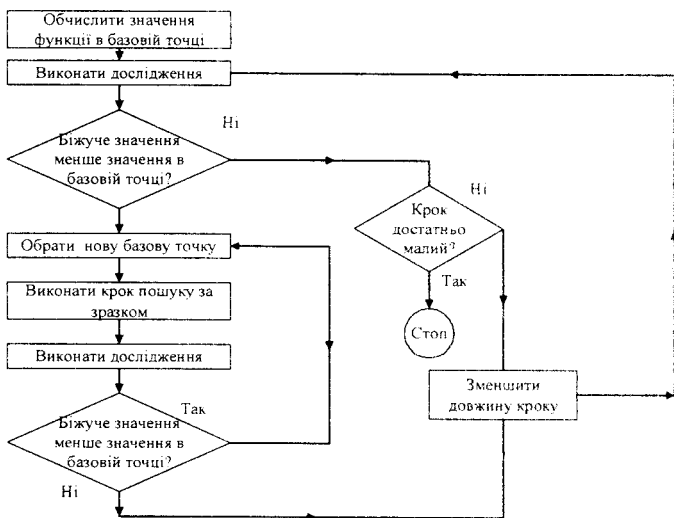 Обчислити значення
функції в базовій точці
Виконати дослідження
Ні
Біжуче значення
менше значення в
базовій точці?
Ні
Крок
достатньо
малий?
Обрати нову базову точку
Так
Виконати крок пошуку за
зразком
Стоп
Виконати дослідження
Зменшити
довжину кроку
Так
Біжуче значення
менше значення в
базовій точці?
Ні